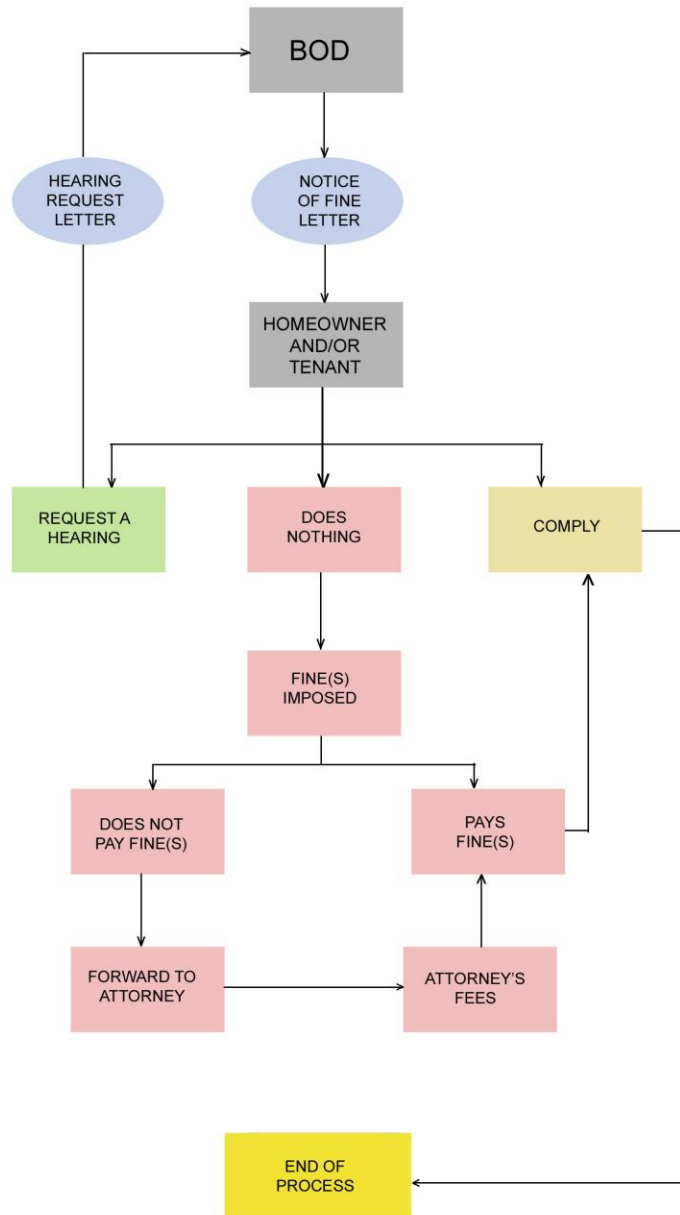 BOD
HEARING
REQUEST
LETTER
NOTICE
OF FINE
LETTER
HOMEOWNER
AND/OR
TENANT
REQUEST A
HEARING
DOES
NOTHING
COMPLY
FINE(S)
IMPOSED
DOES NOT
PAY FINE(S)
PAYS
FINE(S)
FORWARD TO
ATTORNEY
ATTORNEY’S
FEES
END OF
PROCESS